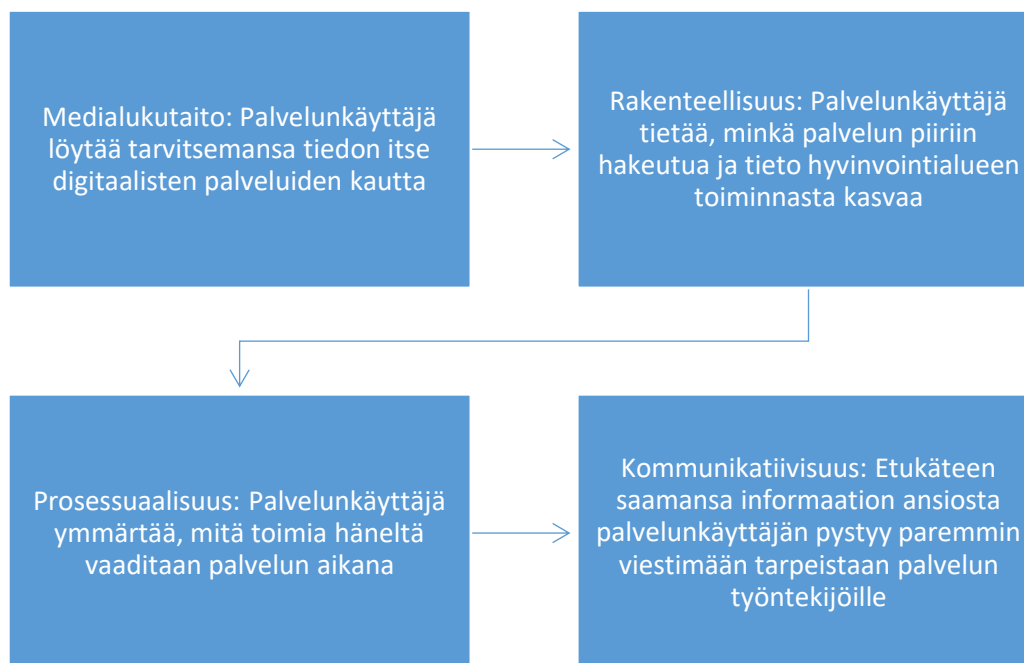 Medialukutaito: Palvelunkäyttäjä
löytää tarvitsemansa tiedon itse
digitaalisten palveluiden kautta
Rakenteellisuus: Palvelunkäyttäjä
tietää, minkä palvelun piiriin
hakeutua ja tieto hyvinvointialueen
toiminnasta kasvaa
Prosessuaalisuus: Palvelunkäyttäjä
ymmärtää, mitä toimia häneltä
vaaditaan palvelun aikana
Kommunikatiivisuus: Etukäteen
saamansa informaation ansiosta
palvelunkäyttäjän pystyy paremmin
viestimään tarpeistaan palvelun
työntekijöille